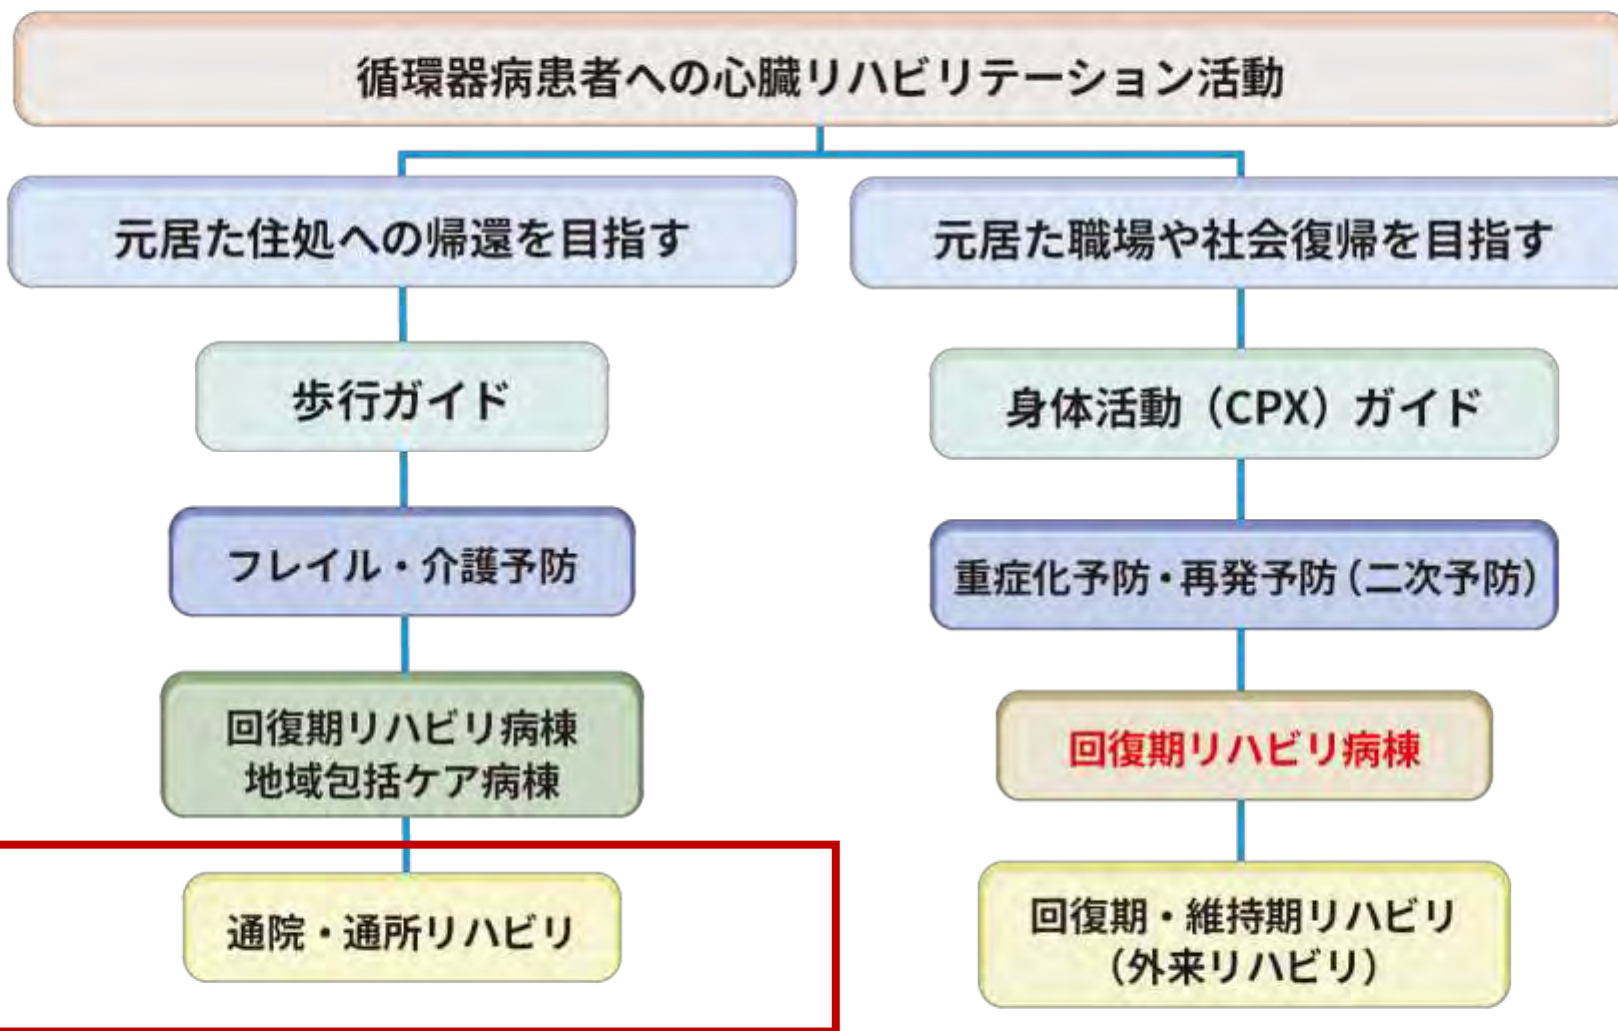 循環器病患者への心臓リハビリテーション活動
元居た住処への帰還を目指す
歩行ガイド
フレイル・介護予防
回復期リハビリ病棟
地域包括ケア病棟
通院・通所リハビリ
元居た職場や社会復帰を目指す
身体活動（CPX）ガイド
重症化予防・再発予防（二次予防）
回復期リハビリ病棟
回復期・維持期リハビリ
（外来リハビリ）